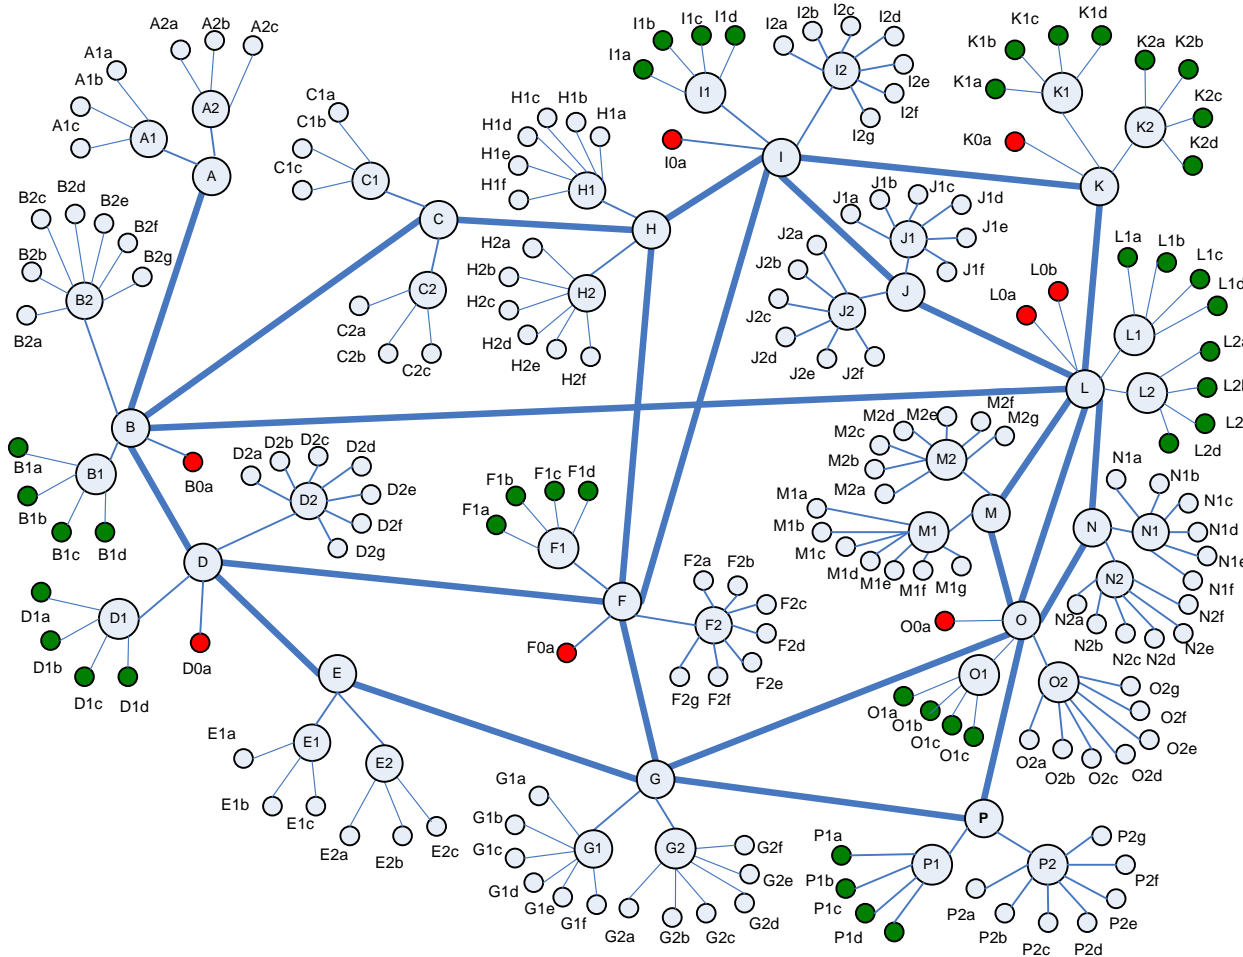 A2a
A2b
A2c
A1a
A1b
A1c
A2
A1
A
B2c
B2d
B2e
B2f
B2g
B2b
B2a
B2
C1a
C1b
C1c
C1
C
C2
C2a
C2b
C2c
H1c
H1b
H1a
H1d
H1e
H1f
H1
H
H2a
H2b
H2c
H2d
H2e
H2f
H2
I1b
I1c
I1d
I1a
I1
I0a
I
I2a
I2b
I2c
I2d
I2e
I2f
I2g
I2
K1c
K1d
K1b
K1a
K1
K0a
K
K2a
K2b
K2c
K2d
K2
J1a
J1b
J1c
J1d
J1e
J1f
J1
J
J2a
J2b
J2c
J2d
J2e
J2f
J2
L0b
L0a
L1a
L1b
L1c
L1d
L1
L
L2
L2a
L2d
B
B1a
B1b
B1c
B1d
B1
B0a
D2a
D2b
D2c
D2d
D2e
D2f
D2g
D2
D
D1a
D1b
D1c
D1d
D1
D0a
F1b
F1c
F1d
F1a
F1
F
F0a
F2a
F2b
F2c
F2d
F2e
F2f
F2g
F2
M2d
M2e
M2f
M2g
M2c
M2b
M2a
M2
M
M1a
M1b
M1c
M1d
M1e
M1f
M1g
M1
N1a
N1b
N1c
N1d
N1e
N1f
N1
N
N2
N2a
N2b
N2c
N2d
N2e
N2f
O0a
O
O1
O1a
O1b
O1c
O1c
O2
O2g
O2f
O2e
O2d
O2c
O2b
O2a
E
E1a
E1b
E1c
E1
E2
E2a
E2b
E2c
G
G1a
G1b
G1c
G1d
G1e
G1f
G1
G2
G2f
G2e
G2d
G2c
G2b
G2a
P
P1a
P1b
P1c
P1d
P1
P2
P2g
P2f
P2e
P2d
P2c
P2b
P2a